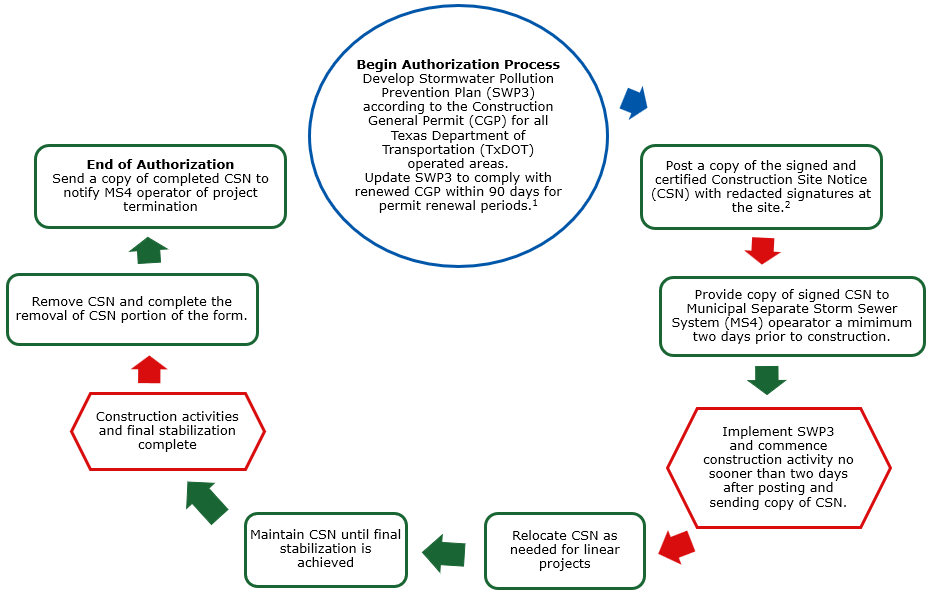 Begin Authorization Process
Develop Stormwater Pollution
Prevention Plan (SWP3)
according to the Construction
General Permit (CGP) for all
Texas Department of
Transportation (TxDOT)
operated areas.
Update SWP3 to comply with
renewed CGP within 90 days for
permit renewal periods.1
Post a copy of the signed and
certified Construction Site Notice
(CSN) with redacted signatures at
the site.2
Provide copy of signed CSN to
Municipal Separate Storm Sewer
System (MS4) opearator a mimimum
two days prior to construction.
Implement SWP3
and commence
construction activity no
sooner than two days
after posting and
sending copy of CSN.
Relocate CSN as
needed for linear
projects
Maintain CSN until final
stabilization is
achieved
Construction activities
and final stabilization
complete
Remove CSN and complete the
removal of CSN portion of the form.
End of Authorization
Send a copy of completed CSN to
notify MS4 operator of project
termination